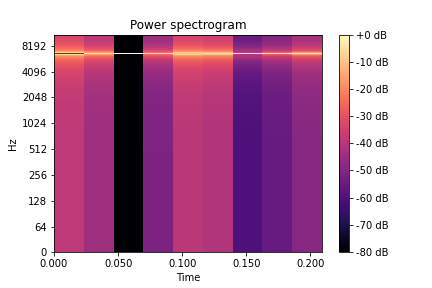 Power spectrogram
Hz
8192
4096
2048
1024
512
256
128
64
0
0.000 0.050 0.100 0.150 0.200
Time
+0 dB
-10 dB
-20 dB
-30 dB
-40 dB
-50 dB
-60 dB
-70 dB
-80 dB